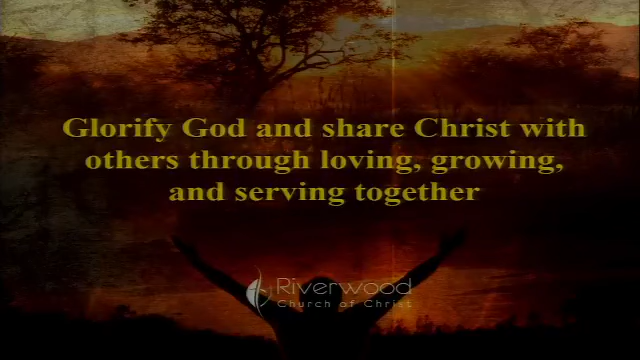 Glorify God and share Christ with
others through loving, growing,
and serving together
Riverwood
Church of Christ